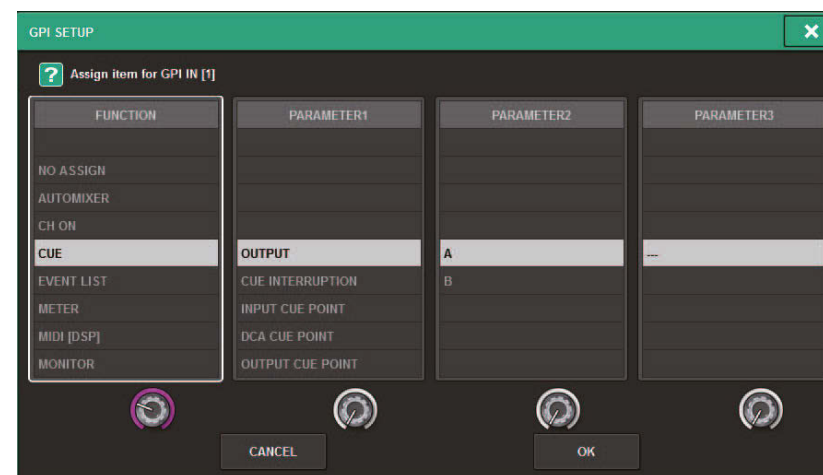 GPI SETUP
Assign item for GPI IN [1]
FUNCTION PARAMETER1 PARAMETER2 PARAMETER3
NO ASSIGN
AUTOMIXER
CH ON
CUE OUTPUT A ---
EVENT LIST CUE INTERRUPTION B
METER INPUT CUE POINT
MIDI [DSP] DCA CUE POINT
MONITOR OUTPUT CUE POINT
CANCEL OK